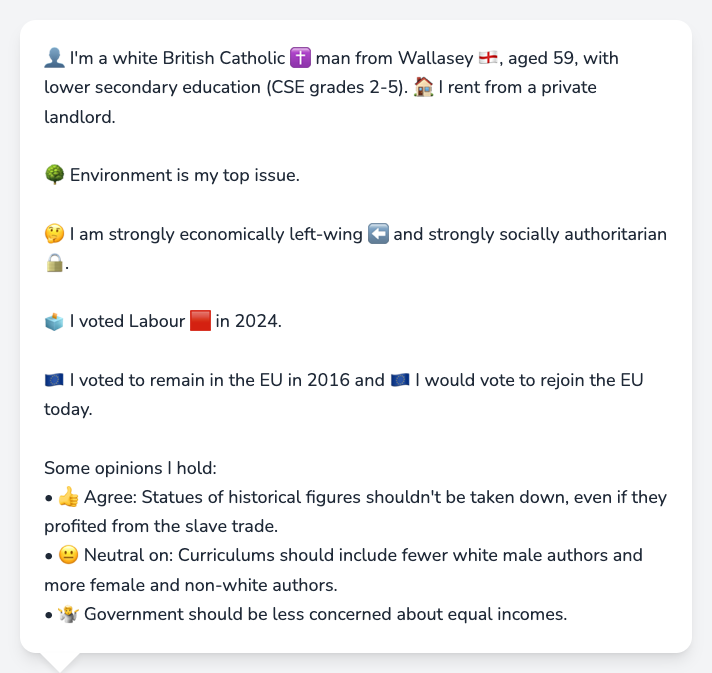 👤 I'm a white British Catholic ✝️ man from Wallasey 🏴󠁧󠁢󠁥󠁮󠁧󠁿, aged 59, with
lower secondary education (CSE grades 2-5). 🏠 I rent from a private
landlord.
🌳 Environment is my top issue.
🤔 I am strongly economically left-wing ⬅️ and strongly socially authoritarian
🔒.
🗳️ I voted Labour 🟥 in 2024.
🇪🇺 I voted to remain in the EU in 2016 and 🇪🇺 I would vote to rejoin the EU
today.
Some opinions I hold:
• 👍 Agree: Statues of historical figures shouldn't be taken down, even if they
profited from the slave trade.
• 😐 Neutral on: Curriculums should include fewer white male authors and
more female and non-white authors.
• 🤷 Government should be less concerned about equal incomes.